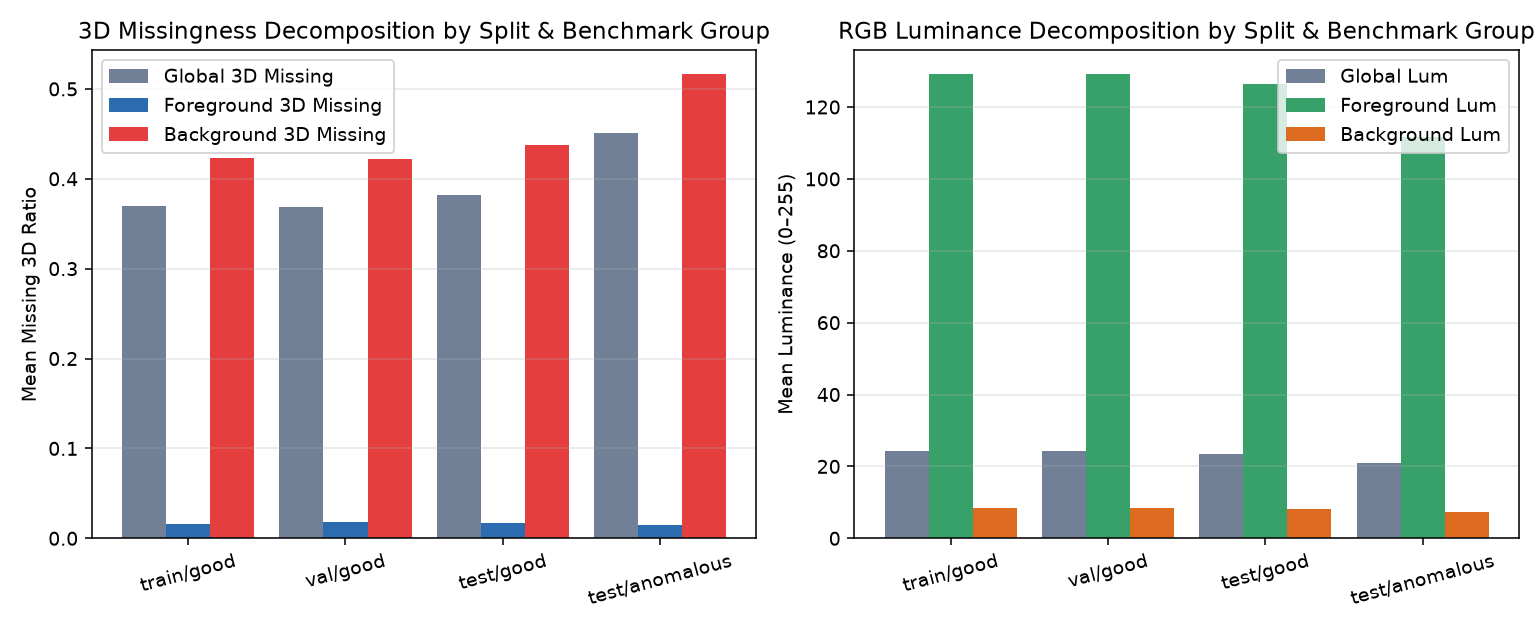 3D Missingness Decomposition by Split & Benchmark Group
Global 3D Missing
Foreground 3D Missing
Background 3D Missing
Mean Missing 3D Ratio
0.5
0.4
0.3
0.2
0.1
0.0
train/good
val/good
test/good
test/anomalous
RGB Luminance Decomposition by Split & Benchmark Group
Global Lum
Foreground Lum
Background Lum
Mean Luminance (0–255)
120
100
80
60
40
20
0
train/good
val/good
test/good
test/anomalous